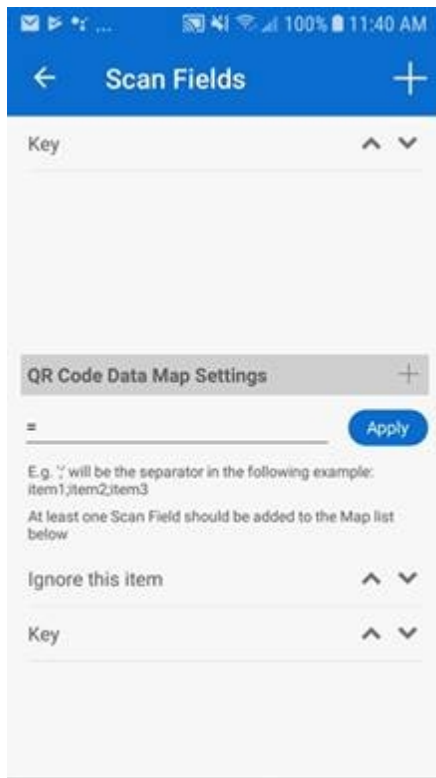 ... 100% 11:40 AM
Scan Fields
Key
QR Code Data Map Settings
=
Apply
E.g. ';' will be the separator in the following example:
item1;item2;item3
At least one Scan Field should be added to the Map list
below
Ignore this item
Key